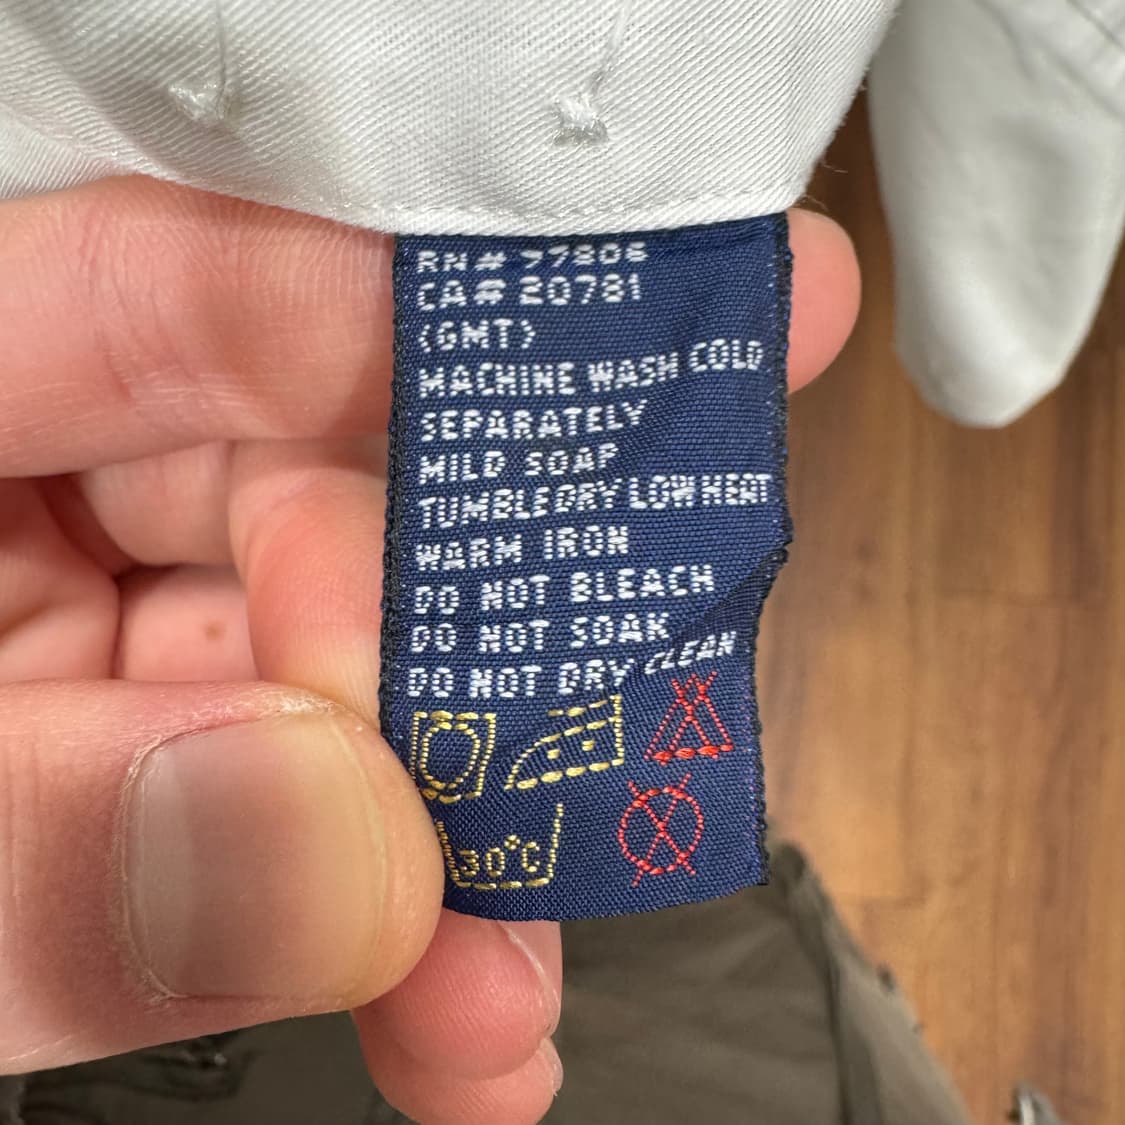 RN# 77806
CA# 20781
(GMT)
MACHINE WASH COLD
SEPARATELY
MILD SOAP
TUMBLE DRY LOW HEAT
WARM IRON
DO NOT BLEACH
DO NOT SOAK
DO NOT DRY CLEAN
30°C